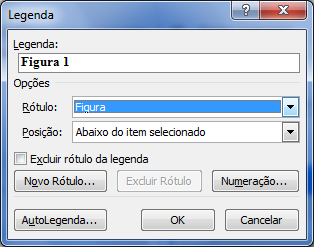 Legenda
Legenda:
Figura 1
Opções
Rótulo: Figura
Posição: Abaixo do item selecionado
Excluir rótulo da legenda
Novo Rótulo... Excluir Rótulo Numeração...
AutoLegenda... OK Cancelar